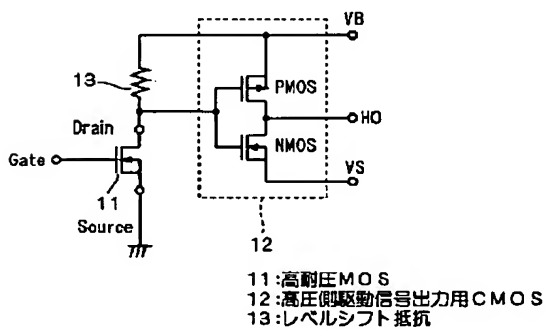 VB
13
PMOS
Drain
HO
Gate
NMOS
11
VS
Source
12
11:高耐圧MOS
12:高圧側駆動信号出力用CMOS
13:レベルシフト抵抗